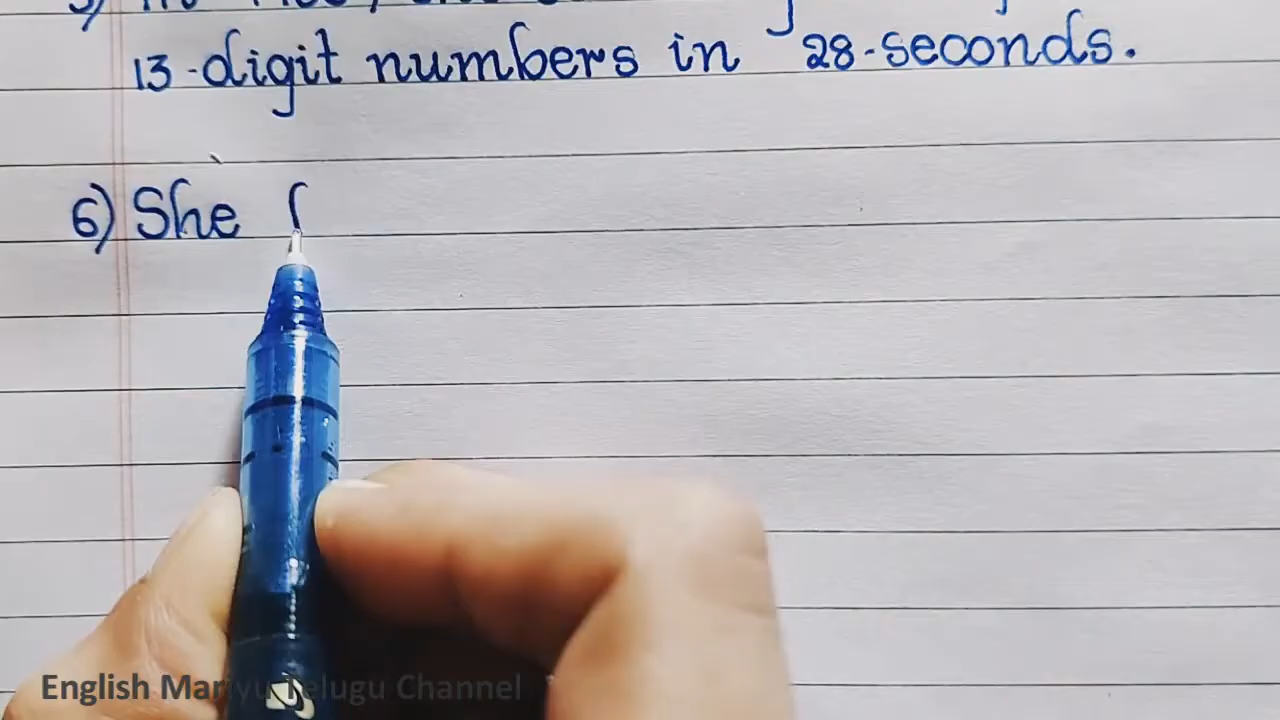 13-digit numbers in 28-seconds.
6) She
English Mariyu Telugu Channel